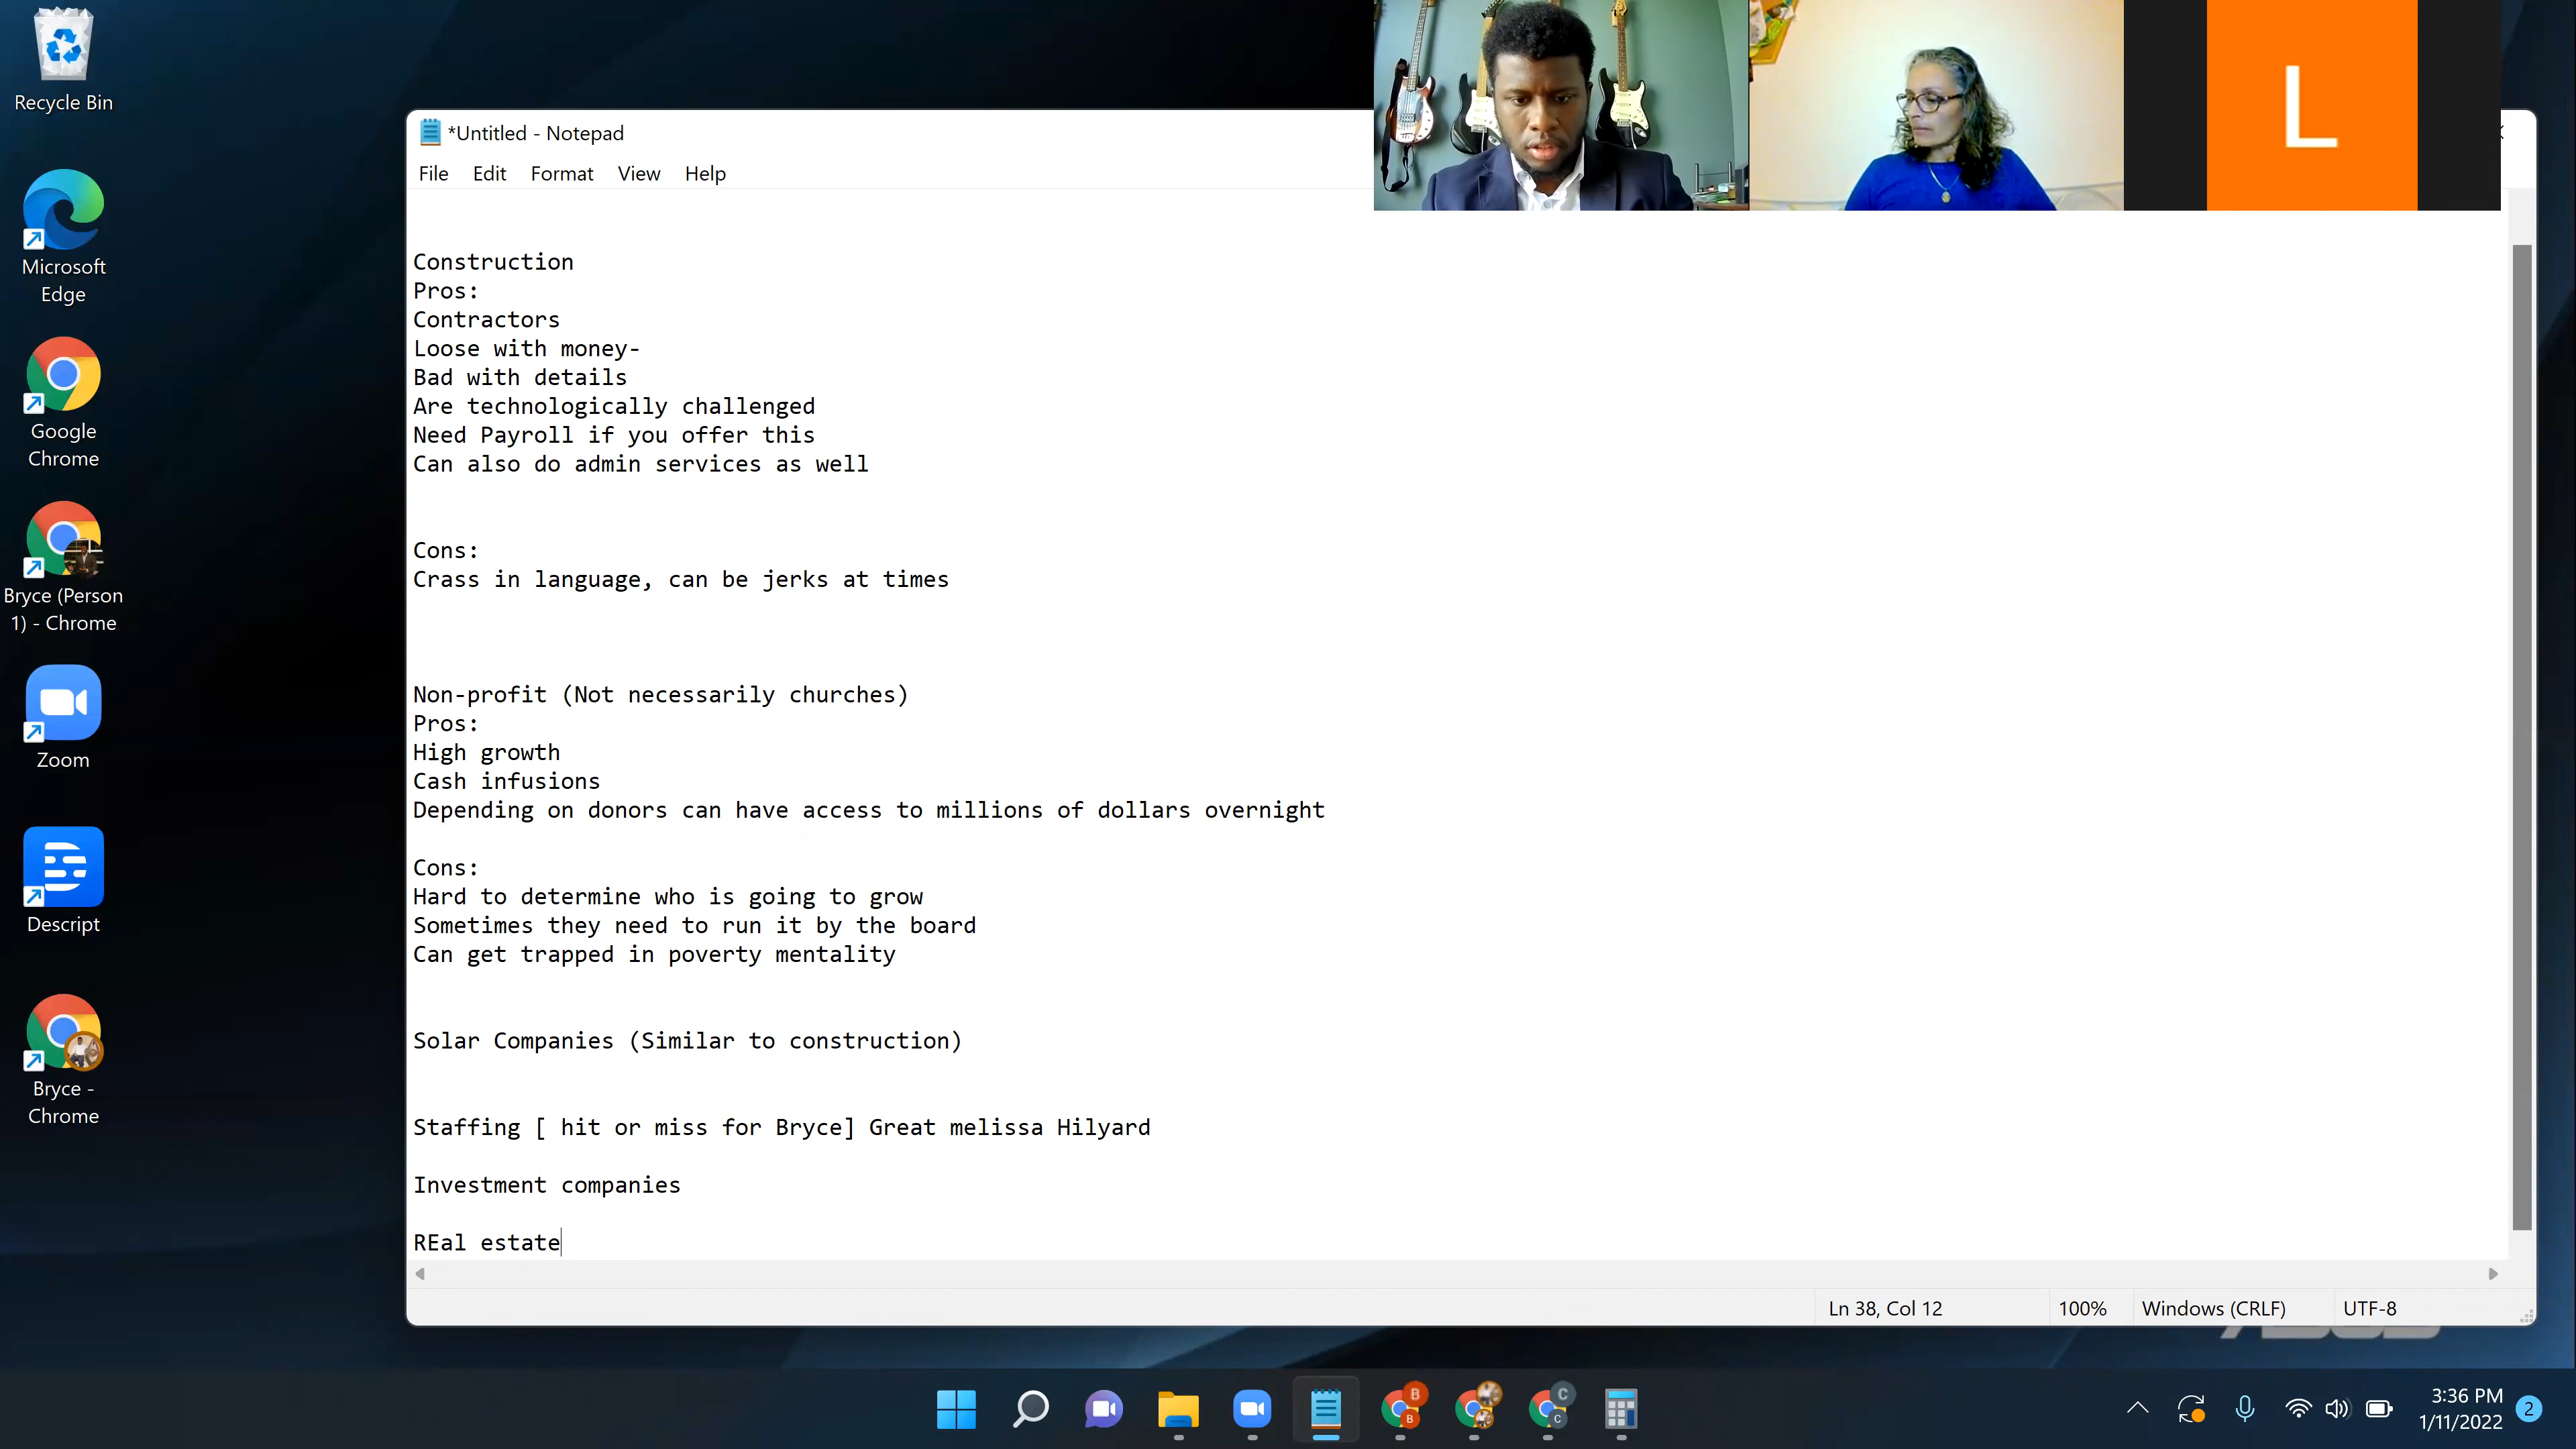 Recycle Bin
Microsoft
Edge
Google
Chrome
Bryce (Person
1) - Chrome
Zoom
Descript
Bryce -
Chrome
*Untitled - Notepad
File Edit Format View Help
L
Construction
Pros:
Contractors
Loose with money-
Bad with details
Are technologically challenged
Need Payroll if you offer this
Can also do admin services as well
Cons:
Crass in language, can be jerks at times
Non-profit (Not necessarily churches)
Pros:
High growth
Cash infusions
Depending on donors can have access to millions of dollars overnight
Cons:
Hard to determine who is going to grow
Sometimes they need to run it by the board
Can get trapped in poverty mentality
Solar Companies (Similar to construction)
Staffing [ hit or miss for Bryce] Great melissa Hilyard
Investment companies
REal estate
Ln 38, Col 12 100% Windows (CRLF) UTF-8
B B C C
3:36 PM
1/11/2022
2